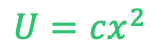 U = cx²